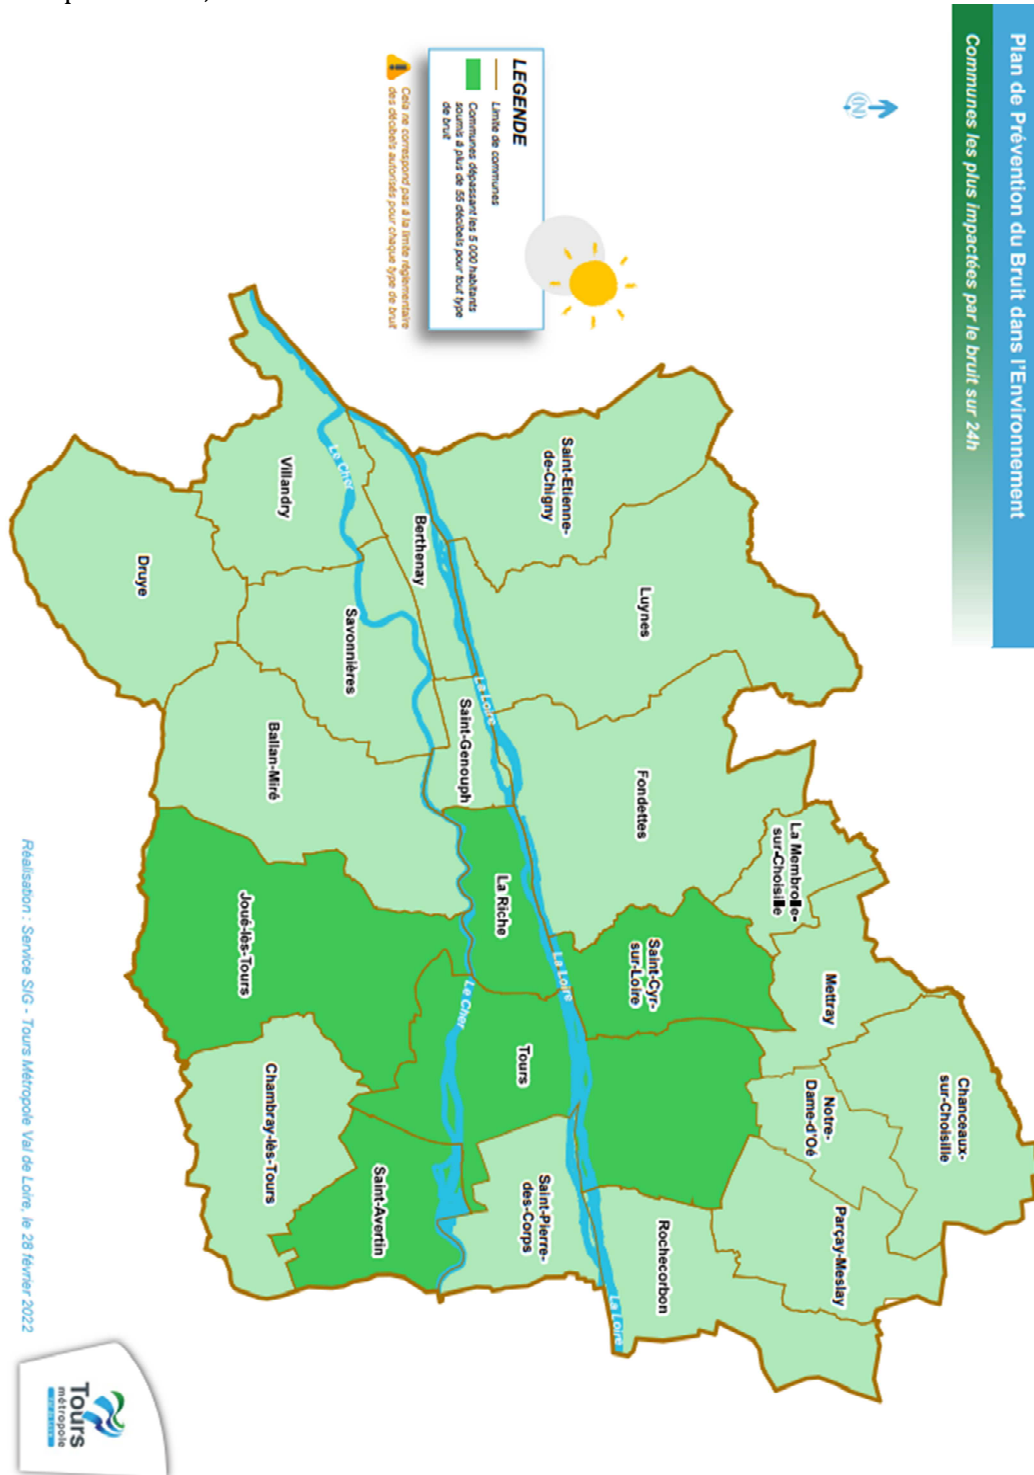 Plan de Prévention du Bruit dans l'Environnement
Communes les plus impactées par le bruit sur 24h
LEGENDE
Limite de communes
Communes dépassant les 5 000 habitants
soumis à plus de 55 décibels pour tout type
de bruit
Cela ne correspond pas à la limite réglementaire
des décibels autorisés pour chaque type de bruit
N
Chanceaux-
sur-Choisille
La Membrolle-
sur-Choisille
Mettray
Notre-
Dame-d'Oé
Parçay-Meslay
Saint-Etienne-
de-Chigny
Luynes
Fondettes
Saint-Cyr-
sur-Loire
Rochecorbon
La Loire
La Loire
La Loire
Berthenay
Saint-Genouph
La Riche
Tours
Saint-Pierre-
des-Corps
Le Cher
Le Cher
Villandry
Savonnières
Ballan-Miré
Joué-lès-Tours
Saint-Avertin
Chambray-lès-Tours
Druye
Réalisation : Service SIG - Tours Métropole Val de Loire, le 28 février 2022
Tours
métropole